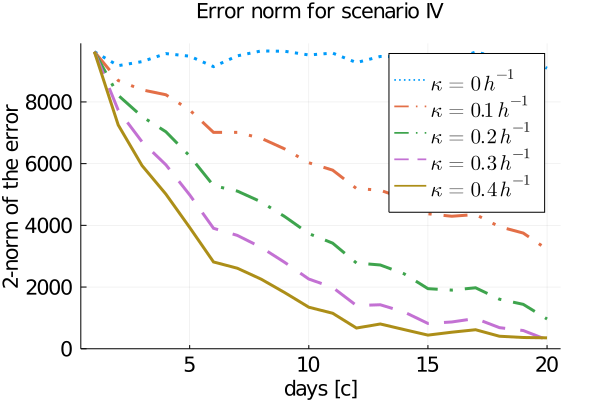 Error norm for scenario IV
2-norm of the error
8000
6000
4000
2000
0
κ = 0 h⁻¹
κ = 0.1 h⁻¹
κ = 0.2 h⁻¹
κ = 0.3 h⁻¹
κ = 0.4 h⁻¹
5 10 15 20
days [c]